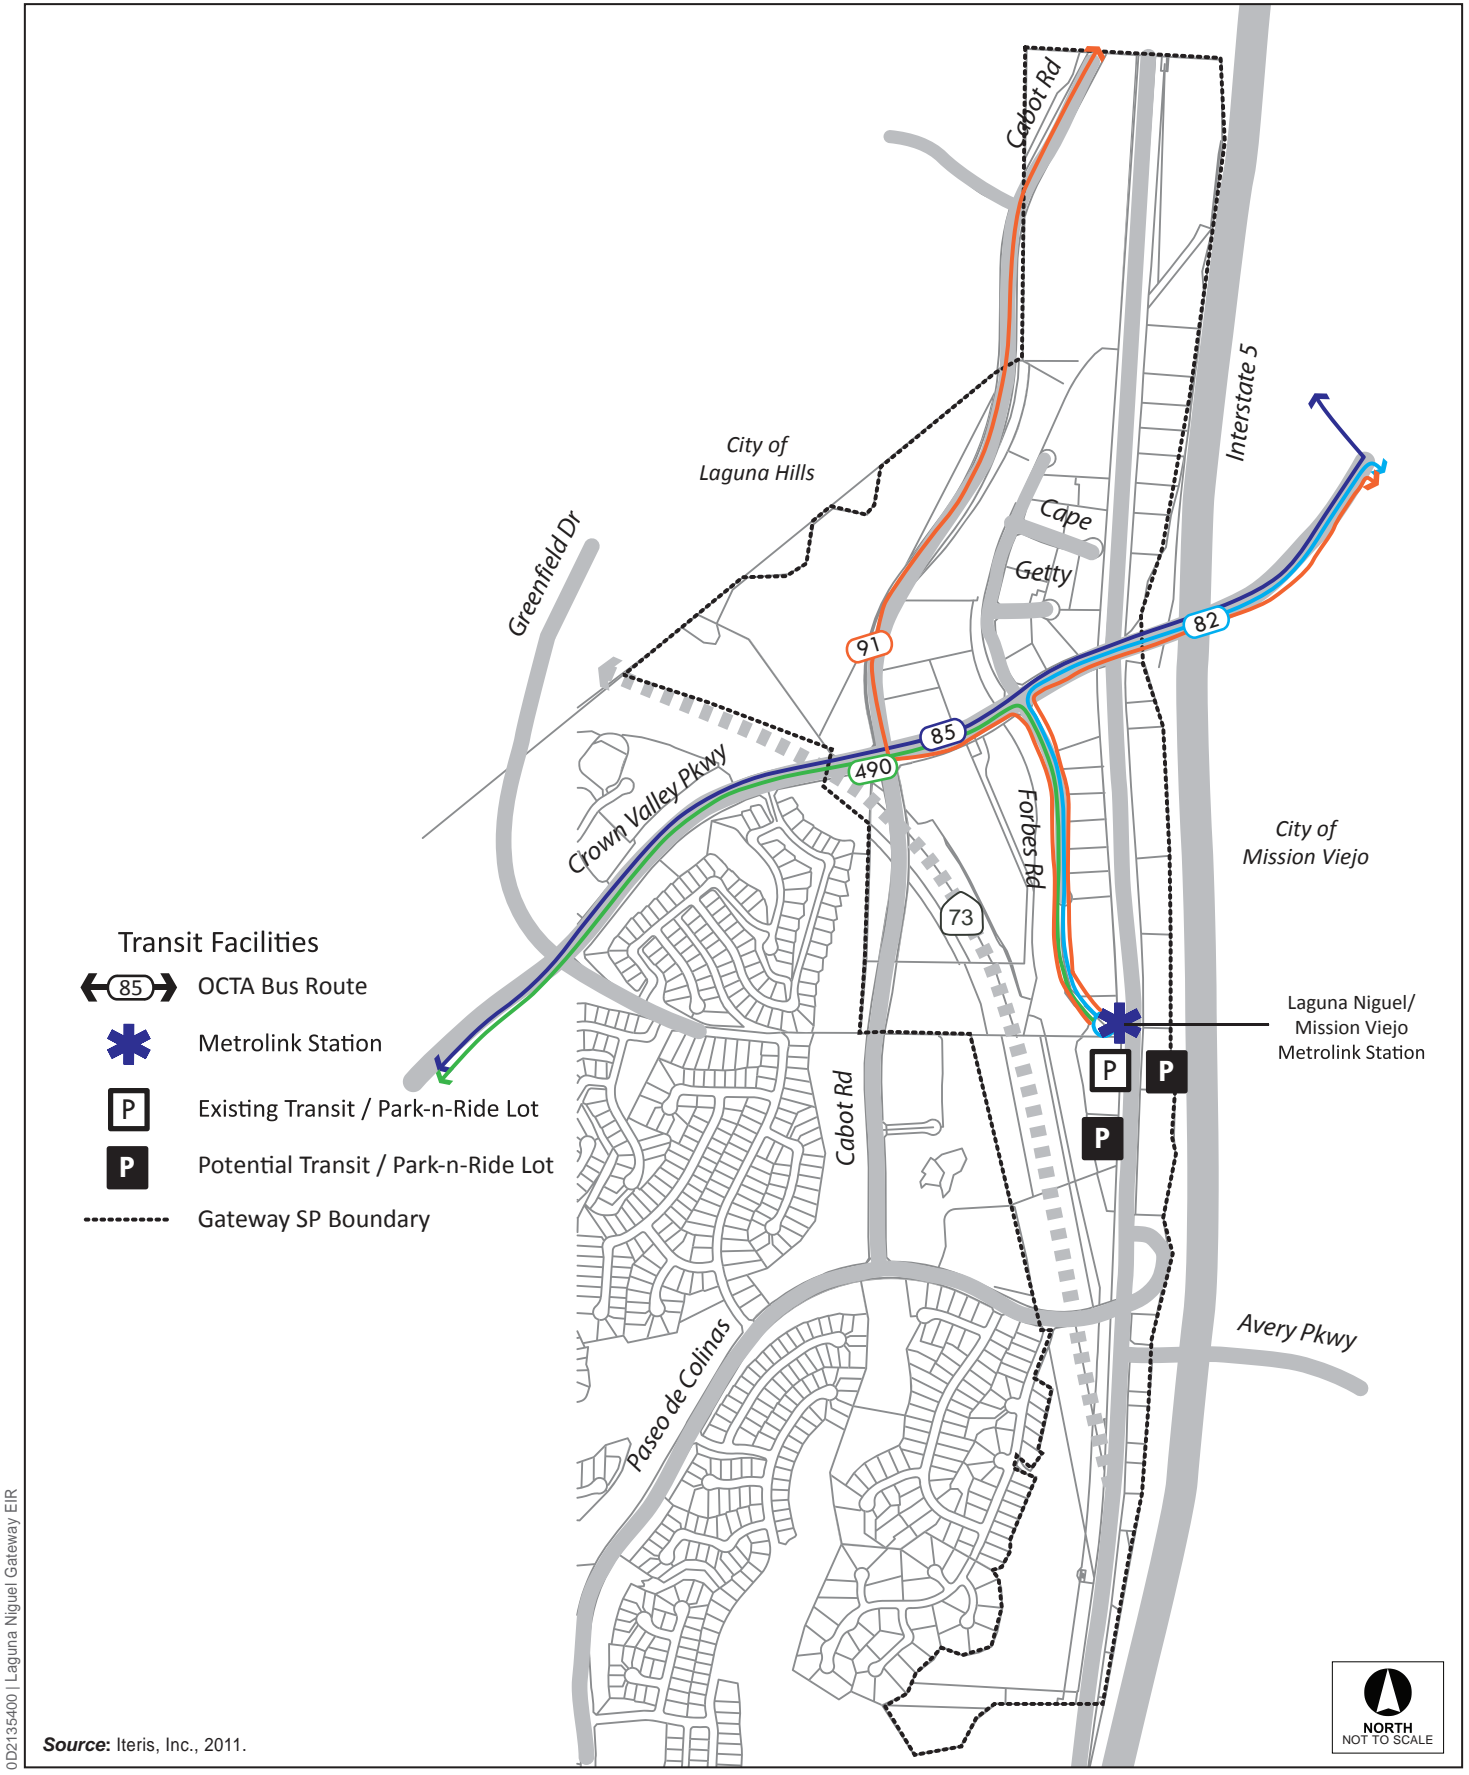 Cabot Rd
Interstate 5
City of
Laguna Hills
Greenfield Dr
Cape
Getty
82
91
85
490
Crown Valley Pkwy
Forbes Rd
City of
Mission Viejo
73
Transit Facilities
85 OCTA Bus Route
Metrolink Station
P Existing Transit / Park-n-Ride Lot
P Potential Transit / Park-n-Ride Lot
Gateway SP Boundary
Laguna Niguel/
Mission Viejo
Metrolink Station
P
P
P
Cabot Rd
Avery Pkwy
Paseo de Colinas
NORTH
NOT TO SCALE
Source: Iteris, Inc., 2011.
0D2135400 | Laguna Niguel Gateway EIR